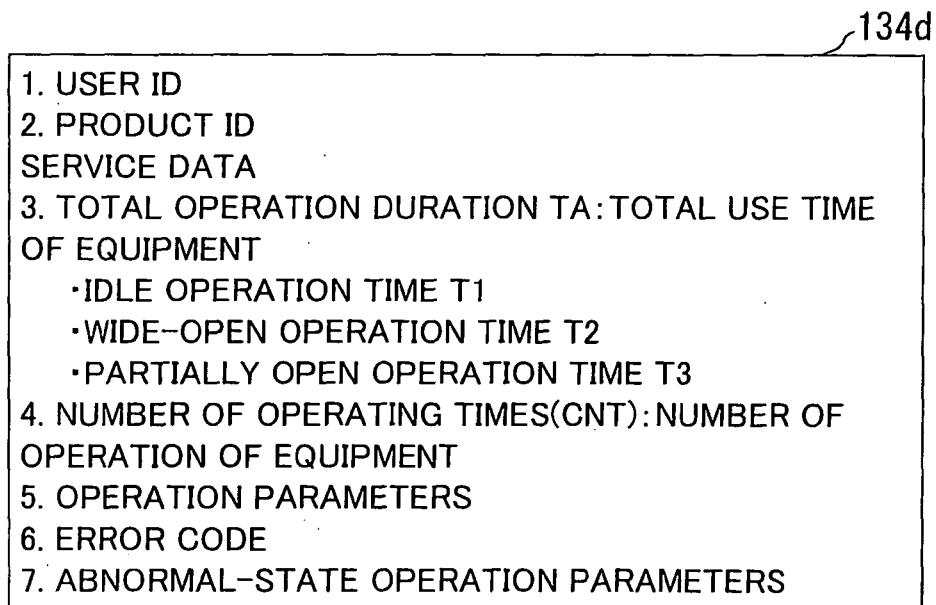 134d
1. USER ID
2. PRODUCT ID
SERVICE DATA
3. TOTAL OPERATION DURATION TA:TOTAL USE TIME
OF EQUIPMENT
・IDLE OPERATION TIME T1
・WIDE-OPEN OPERATION TIME T2
・PARTIALLY OPEN OPERATION TIME T3
4. NUMBER OF OPERATING TIMES(CNT):NUMBER OF
OPERATION OF EQUIPMENT
5. OPERATION PARAMETERS
6. ERROR CODE
7. ABNORMAL-STATE OPERATION PARAMETERS